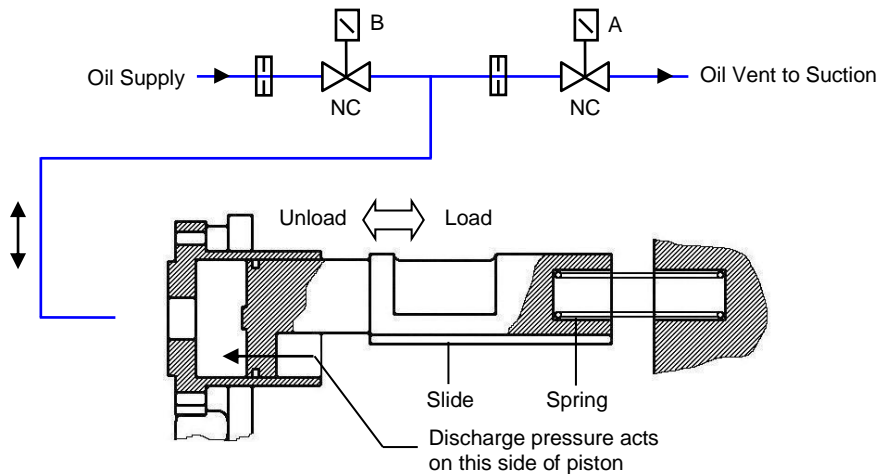 B
A
Oil Supply
Oil Vent to Suction
NC
NC
Unload
Load
Slide
Spring
Discharge pressure acts
on this side of piston